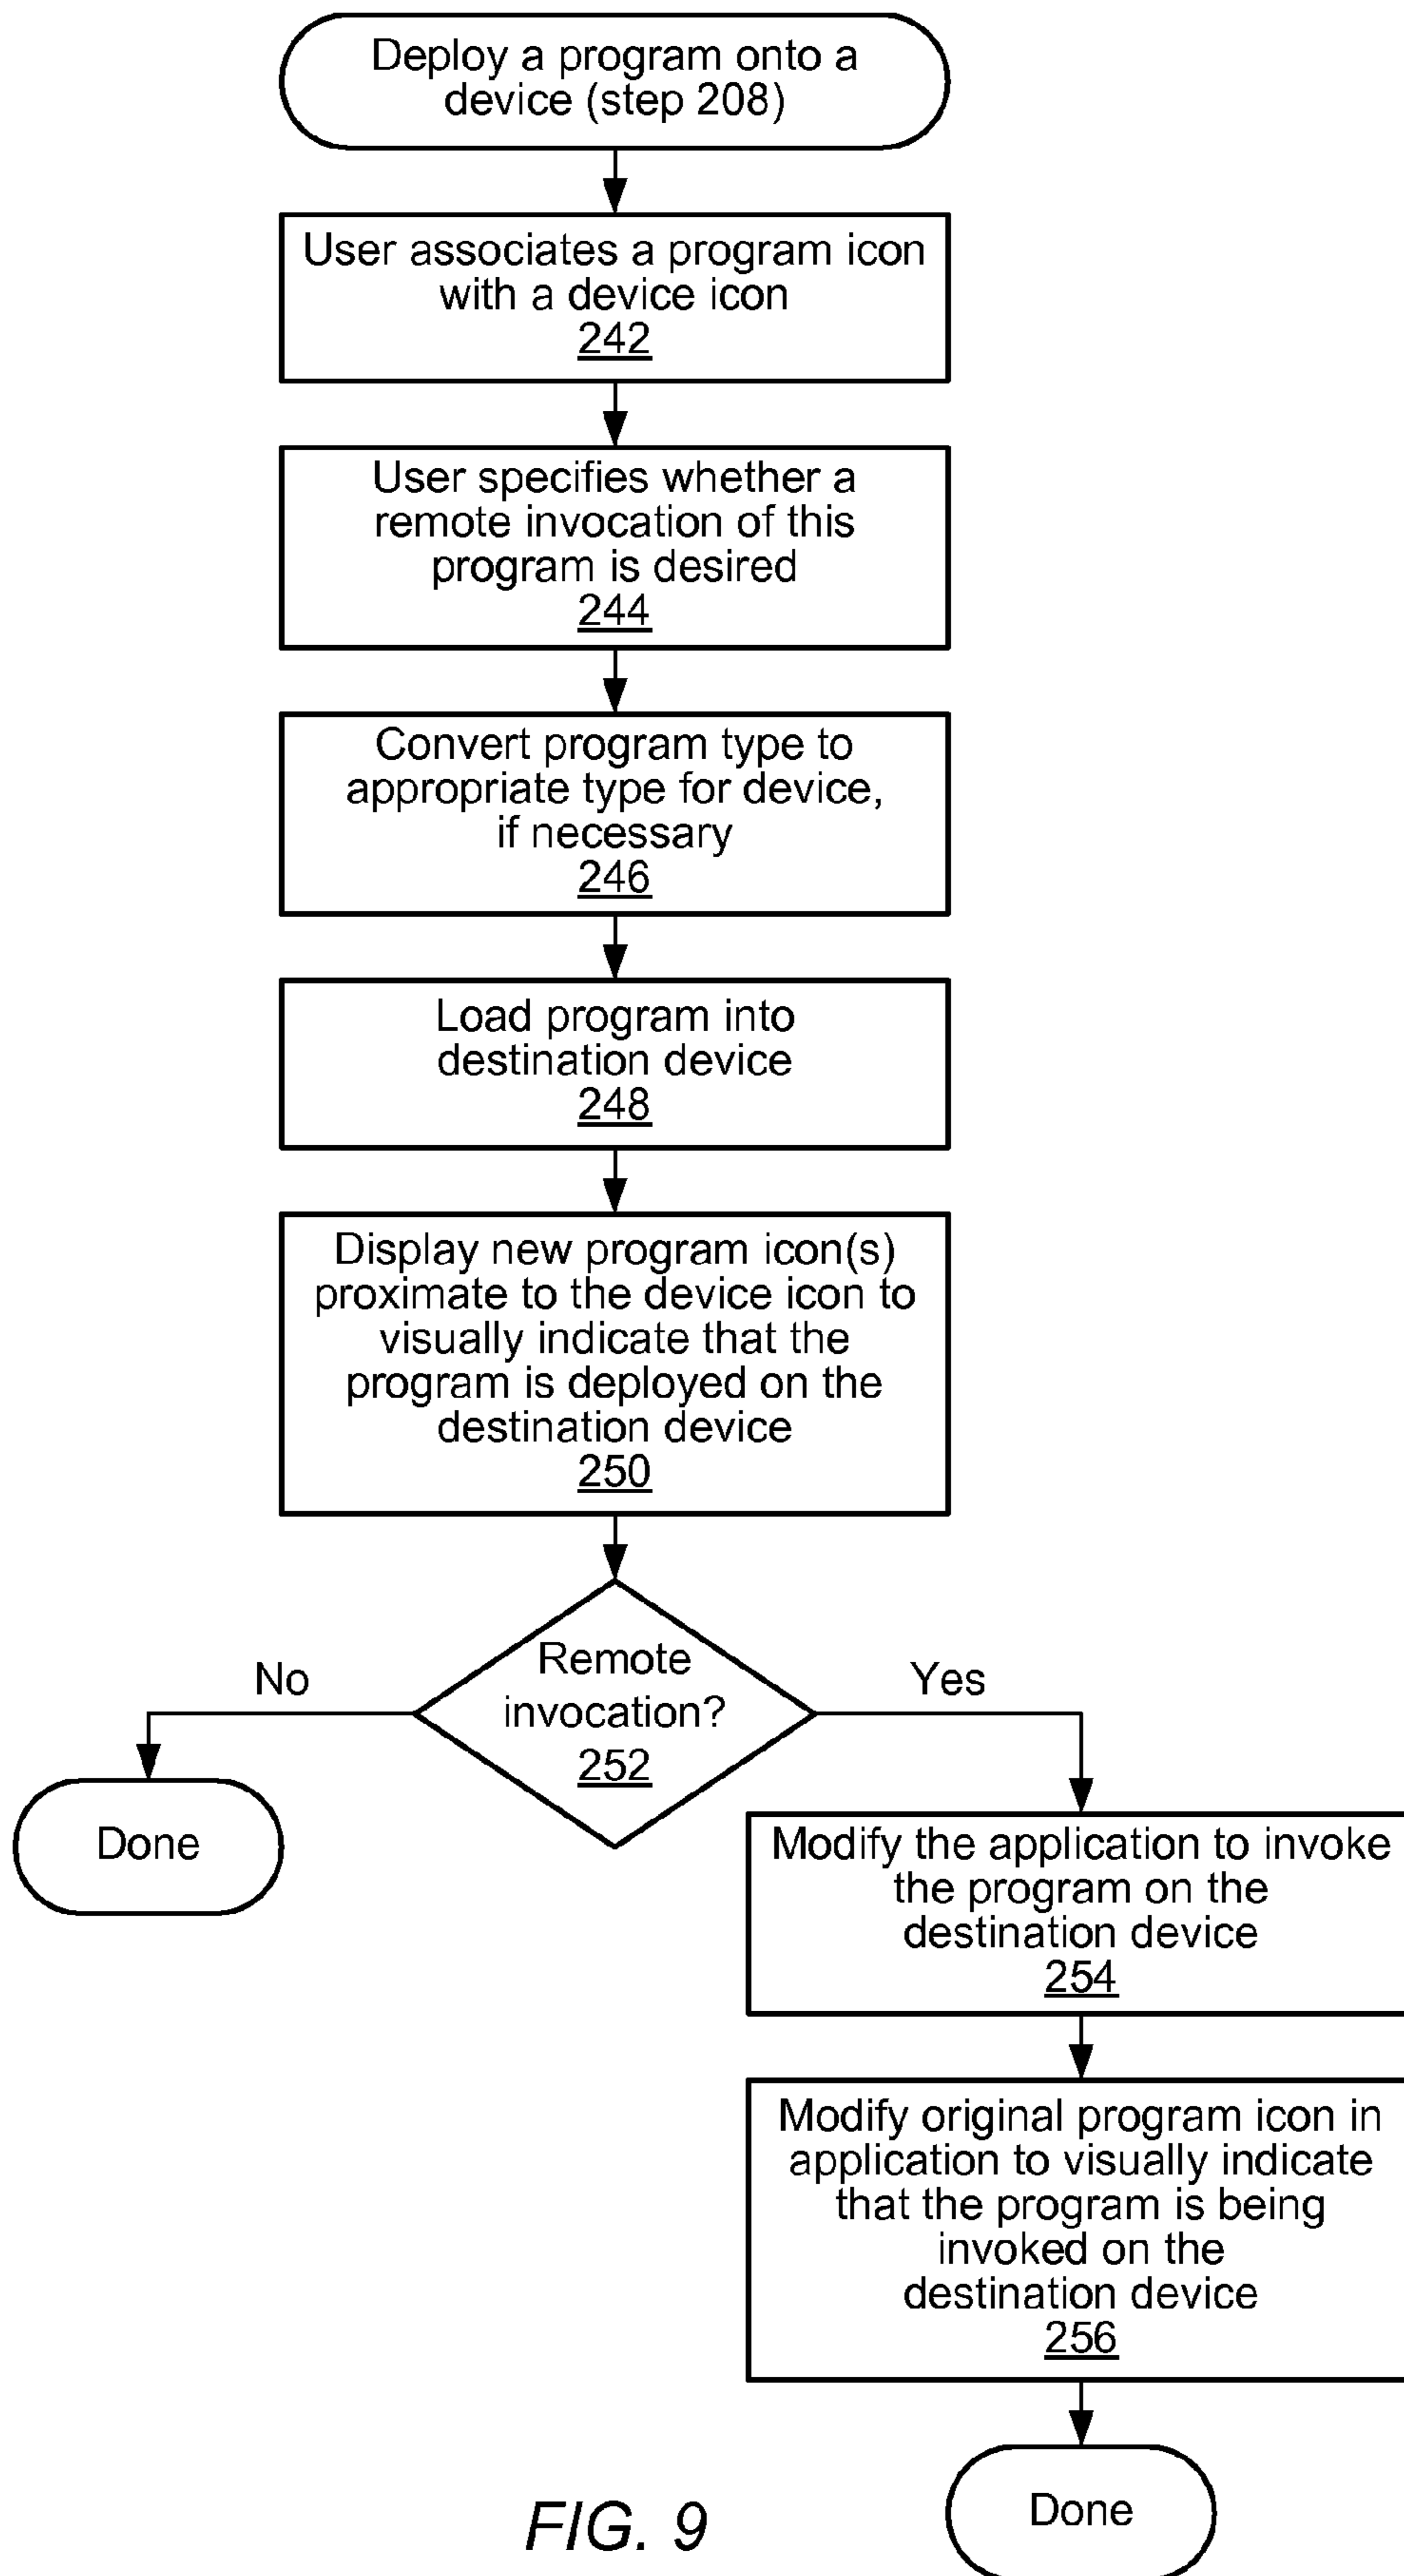 Deploy a program onto a
device (step 208)
User associates a program icon
with a device icon
242
User specifies whether a
remote invocation of this
program is desired
244
Convert program type to
appropriate type for device,
if necessary
246
Load program into
destination device
248
Display new program icon(s)
proximate to the device icon to
visually indicate that the
program is deployed on the
destination device
250
Remote
invocation?
252
No
Yes
Done
Modify the application to invoke
the program on the
destination device
254
Modify original program icon in
application to visually indicate
that the program is being
invoked on the
destination device
256
Done
FIG. 9